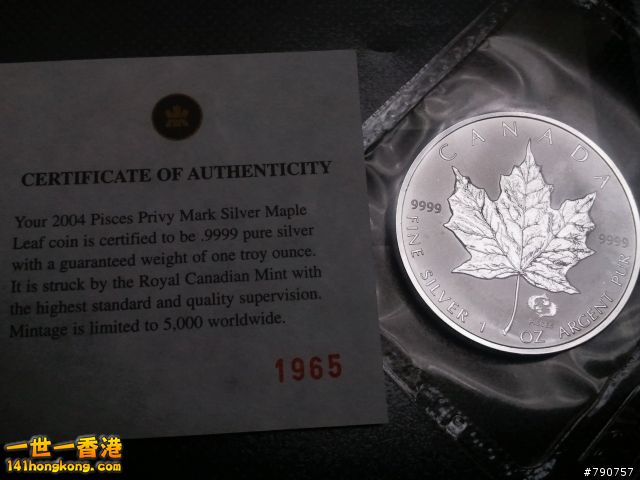 CERTIFICATE OF AUTHENTICITY
Your 2004 Pisces Privy Mark Silver Maple
Leaf coin is certified to be .9999 pure silver
with a guaranteed weight of one troy ounce.
It is struck by the Royal Canadian Mint with
the highest standard and quality supervision.
Mintage is limited to 5,000 worldwide.
1965
CANADA
9999
9999
FINE SILVER 1 OZ ARGENT PUR
PISCES
一世一香港
141hongkong.com
#790757